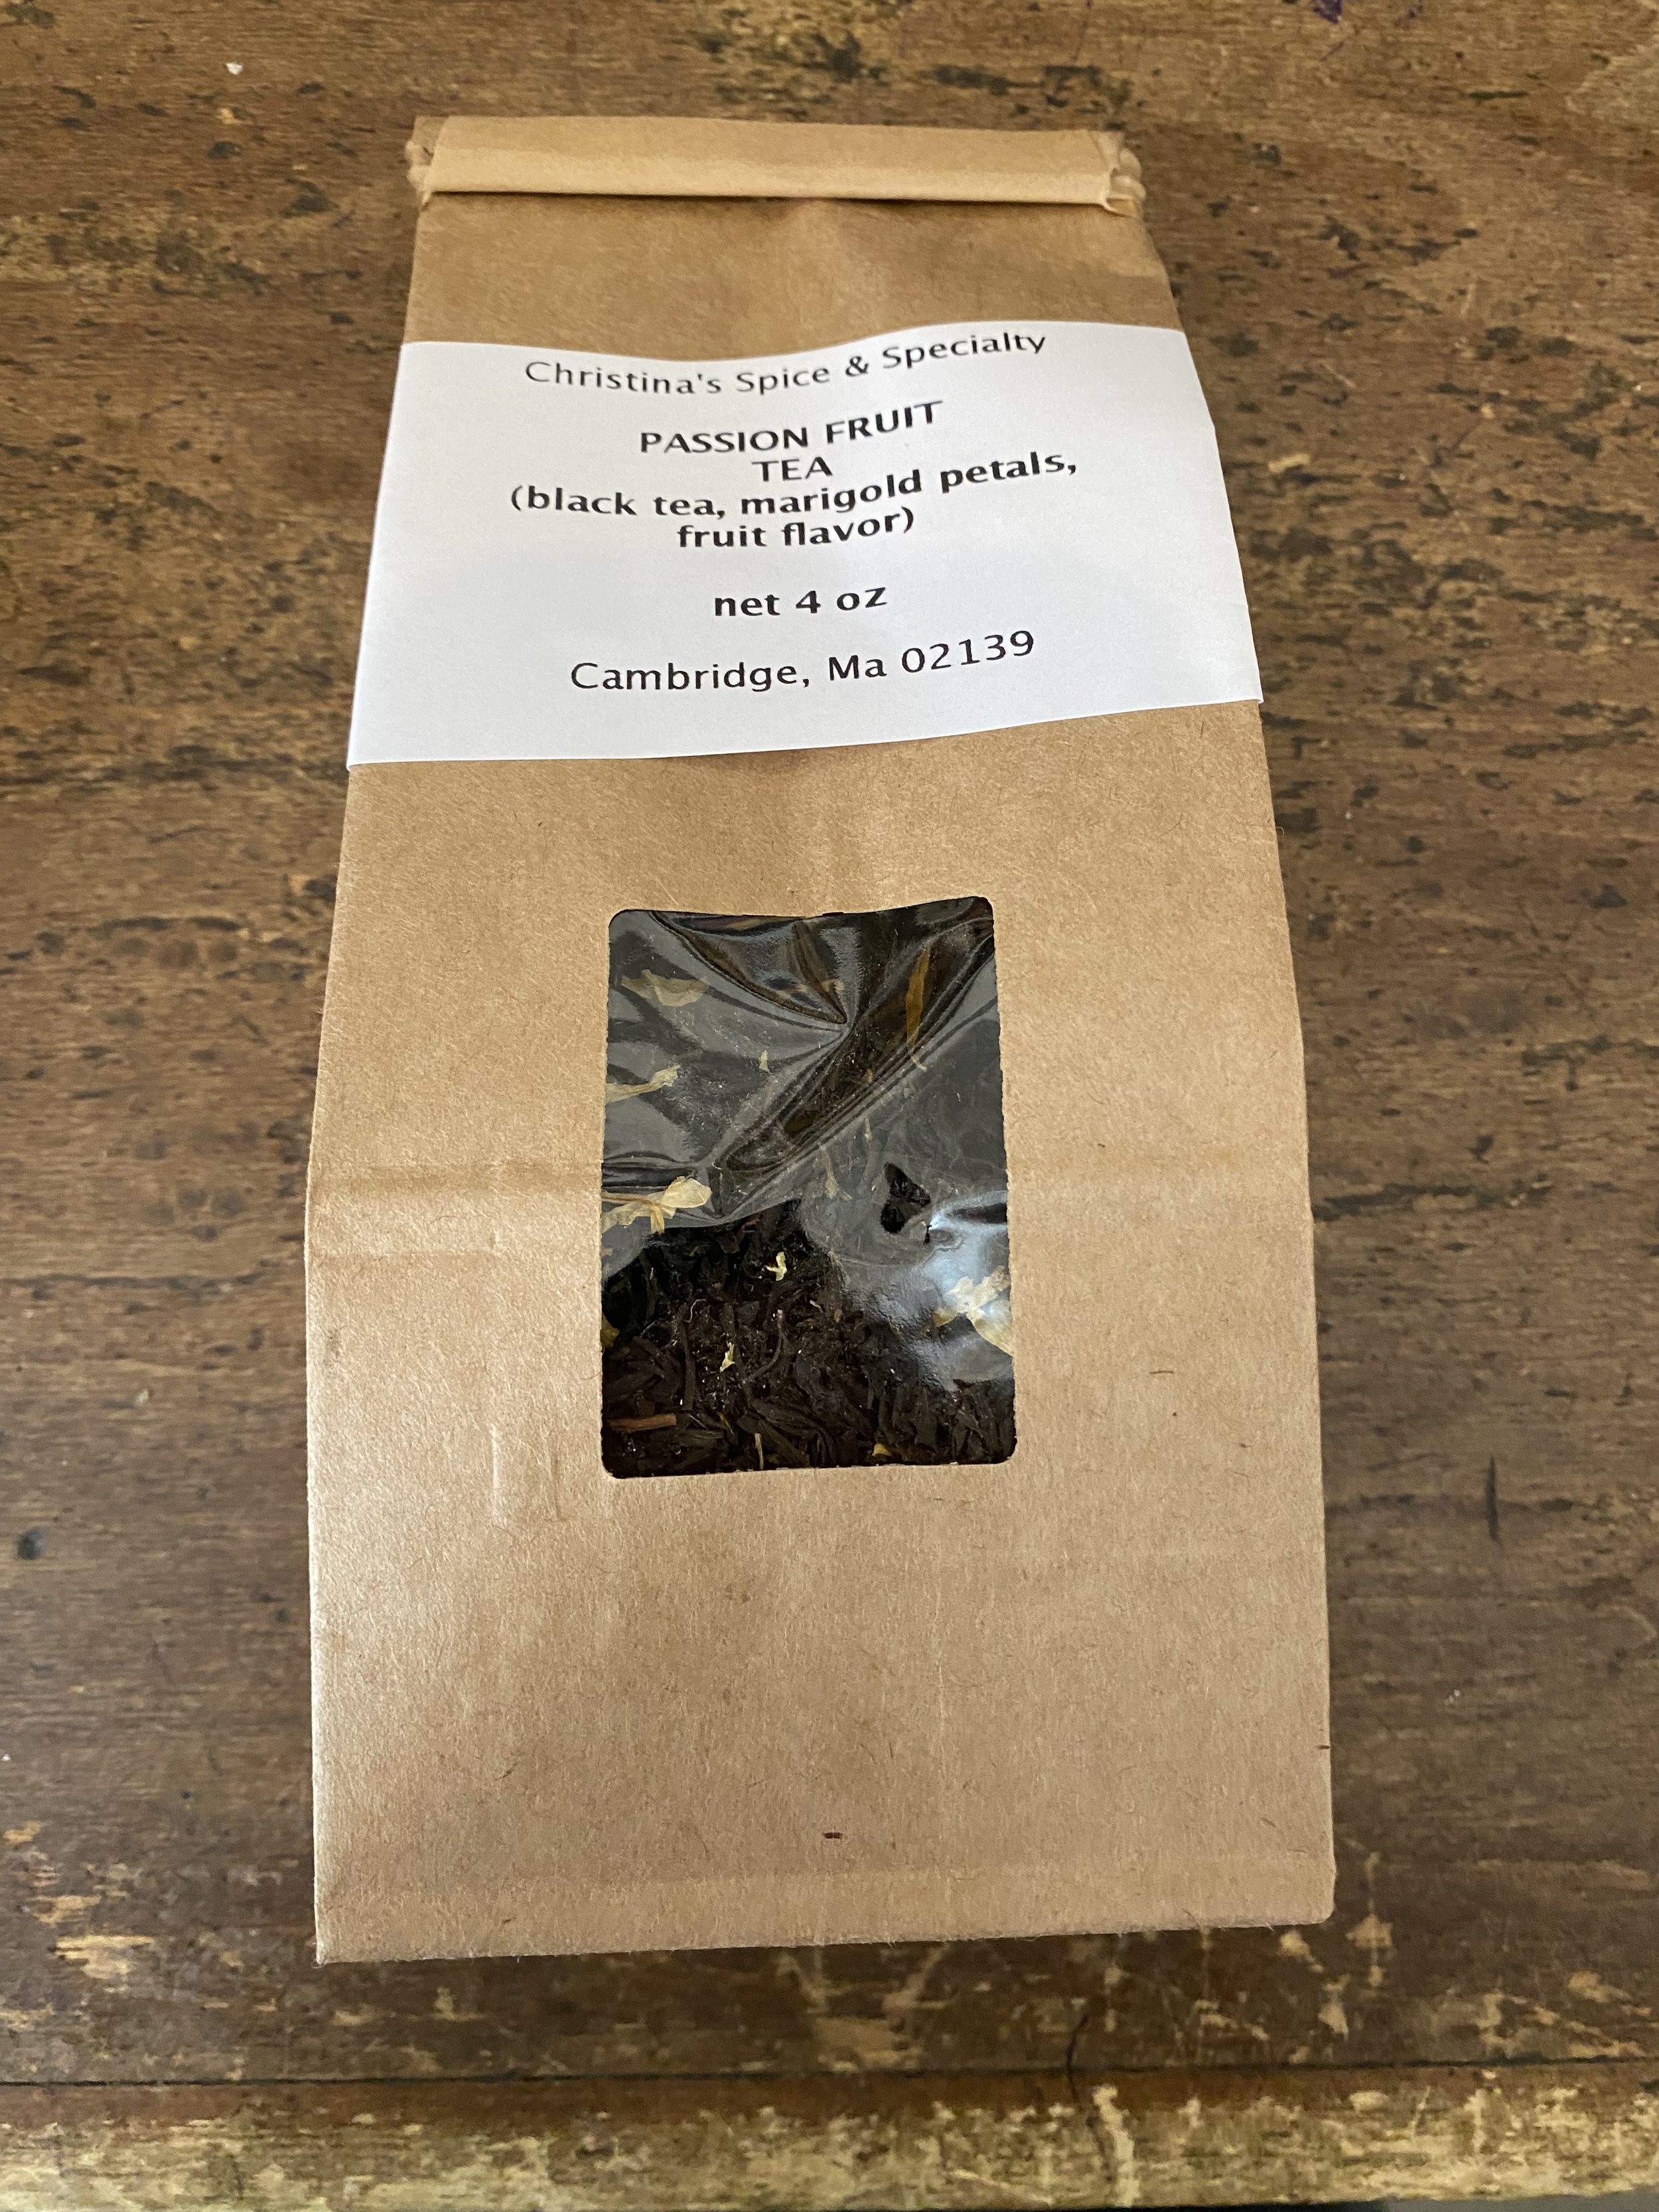 Christina's Spice & Specialty
PASSION FRUIT
TEA
(black tea, marigold petals,
fruit flavor)
net 4 oz
Cambridge, Ma 02139